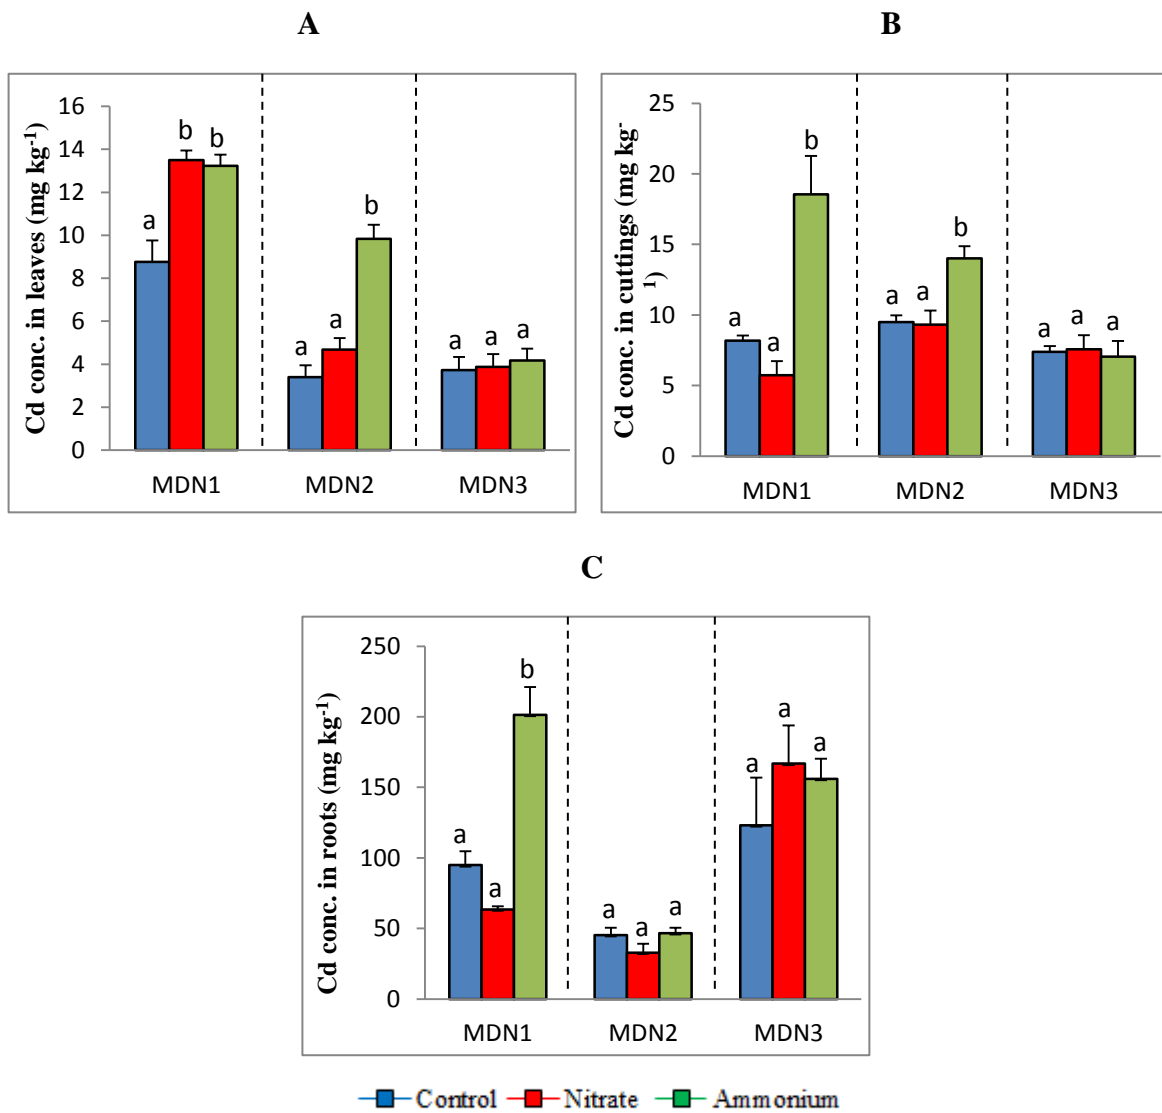 A
B
Cd conc. in leaves (mg kg-1)
16
14
12
10
8
6
4
2
0
a
b
b
a
a
b
a
a
a
MDN1
MDN2
MDN3
Cd conc. in cuttings (mg kg-
1)
25
20
15
10
5
0
a
a
b
a
a
b
a
a
a
MDN1
MDN2
MDN3
C
Cd conc. in roots (mg kg-1)
250
200
150
100
50
0
a
a
b
a
a
a
a
a
a
MDN1
MDN2
MDN3
Control Nitrate Ammonium